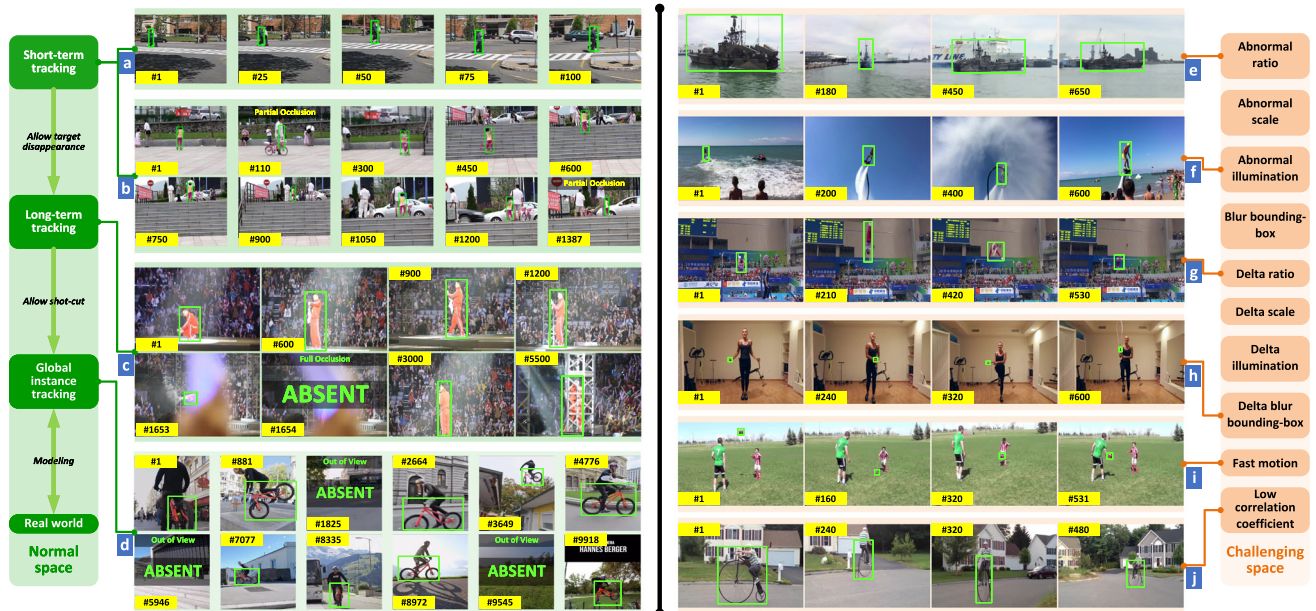 Short-term
tracking
Allow target
disappearance
Long-term
tracking
Allow shot-cut
Global
instance
tracking
Modeling
Real world
Normal
space
a
#1
#25
#50
#75
#100
b
Partial Occlusion
#1
#110
#300
#450
#600
Partial Occlusion
#750
#900
#1050
#1200
#1387
c
#900
#1200
#1
#600
Full Occlusion
#3000
#5500
ABSENT
#1653
#1654
d
#1
#881
Out of View
#2664
#4776
ABSENT
#1825
#3649
Out of View
#7077
#8335
Out of View
#9918
HANNES BERGER
ABSENT
ABSENT
#5946
#8972
#9545
e
#1
#180
#450
#650
f
#1
#200
#400
#600
g
#1
#210
#420
#530
h
#1
#240
#320
#600
i
#1
#160
#320
#531
j
#1
#240
#320
#480
Abnormal
ratio
Abnormal
scale
Abnormal
illumination
Blur bounding-
box
Delta ratio
Delta scale
Delta
illumination
Delta blur
bounding-box
Fast motion
Low
correlation
coefficient
Challenging
space